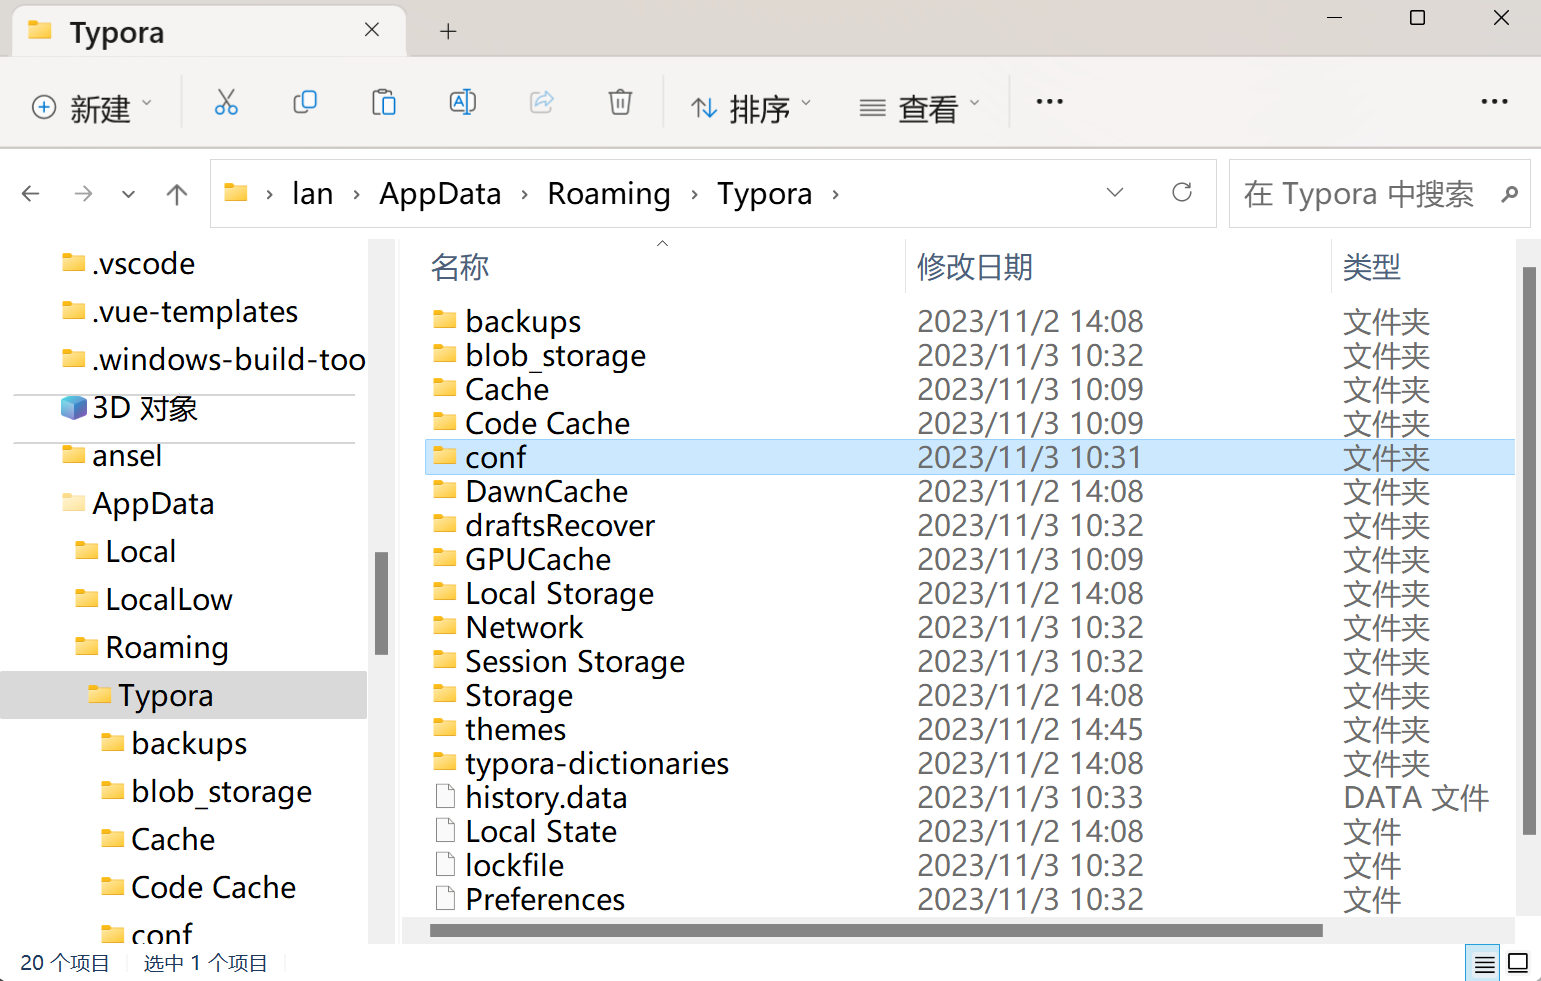 Typora
新建
排序
查看
lan > AppData > Roaming > Typora >
在 Typora 中搜索
.vscode
.vue-templates
.windows-build-too
3D 对象
ansel
AppData
Local
LocalLow
Roaming
Typora
backups
blob_storage
Cache
Code Cache
conf
名称 修改日期 类型
backups 2023/11/2 14:08 文件夹
blob_storage 2023/11/3 10:32 文件夹
Cache 2023/11/3 10:09 文件夹
Code Cache 2023/11/3 10:09 文件夹
conf 2023/11/3 10:31 文件夹
DawnCache 2023/11/2 14:08 文件夹
draftsRecover 2023/11/3 10:32 文件夹
GPUCache 2023/11/3 10:09 文件夹
Local Storage 2023/11/2 14:08 文件夹
Network 2023/11/3 10:32 文件夹
Session Storage 2023/11/3 10:32 文件夹
Storage 2023/11/2 14:08 文件夹
themes 2023/11/2 14:45 文件夹
typora-dictionaries 2023/11/2 14:08 文件夹
history.data 2023/11/3 10:33 DATA 文件
Local State 2023/11/2 14:08 文件
lockfile 2023/11/3 10:32 文件
Preferences 2023/11/3 10:32 文件
20 个项目 选中 1 个项目